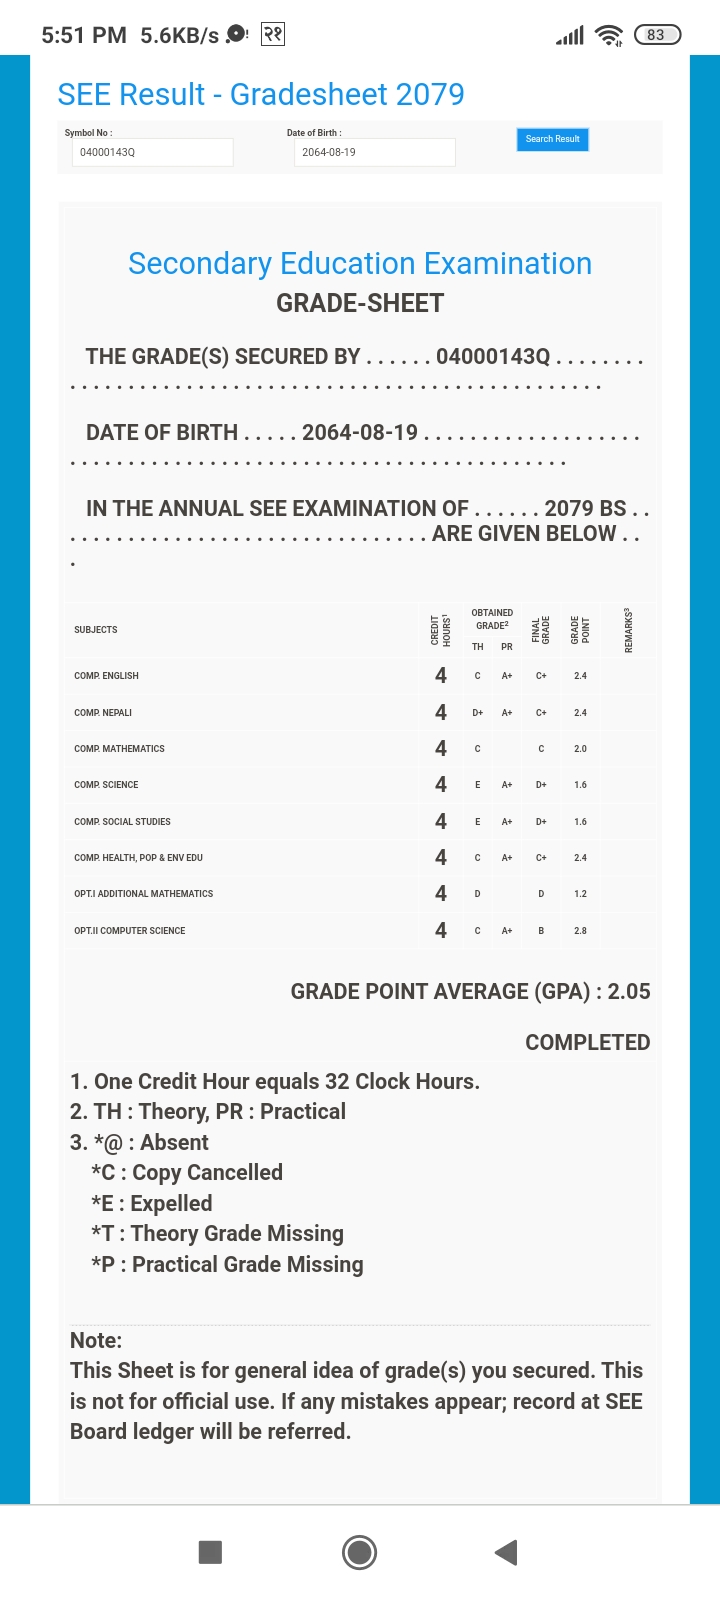 5:51 PM 5.6KB/s २१ 83
SEE Result - Gradesheet 2079
Symbol No : Date of Birth :
04000143Q 2064-08-19 Search Result
Secondary Education Examination
GRADE-SHEET
THE GRADE(S) SECURED BY . . . . . . 04000143Q . . . . . . . .
. . . . . . . . . . . . . . . . . . . . . . . . . . . . . . . . . . . . . . . . . . . . . .
DATE OF BIRTH . . . . . 2064-08-19 . . . . . . . . . . . . . . . . . . .
. . . . . . . . . . . . . . . . . . . . . . . . . . . . . . . . . . . . . . . . . . .
IN THE ANNUAL SEE EXAMINATION OF . . . . . . 2079 BS . .
. . . . . . . . . . . . . . . . . . . . . . . . . . . . . . . ARE GIVEN BELOW . .
.
SUBJECTS CREDIT HOURS¹ OBTAINED GRADE² TH PR FINAL GRADE GRADE POINT REMARKS³
COMP. ENGLISH 4 C A+ C+ 2.4
COMP. NEPALI 4 D+ A+ C+ 2.4
COMP. MATHEMATICS 4 C C 2.0
COMP. SCIENCE 4 E A+ D+ 1.6
COMP. SOCIAL STUDIES 4 E A+ D+ 1.6
COMP. HEALTH, POP & ENV EDU 4 C A+ C+ 2.4
OPT.I ADDITIONAL MATHEMATICS 4 D D 1.2
OPT.II COMPUTER SCIENCE 4 C A+ B 2.8
GRADE POINT AVERAGE (GPA) : 2.05
COMPLETED
1. One Credit Hour equals 32 Clock Hours.
2. TH : Theory, PR : Practical
3. *@ : Absent
*C : Copy Cancelled
*E : Expelled
*T : Theory Grade Missing
*P : Practical Grade Missing
Note:
This Sheet is for general idea of grade(s) you secured. This
is not for official use. If any mistakes appear; record at SEE
Board ledger will be referred.